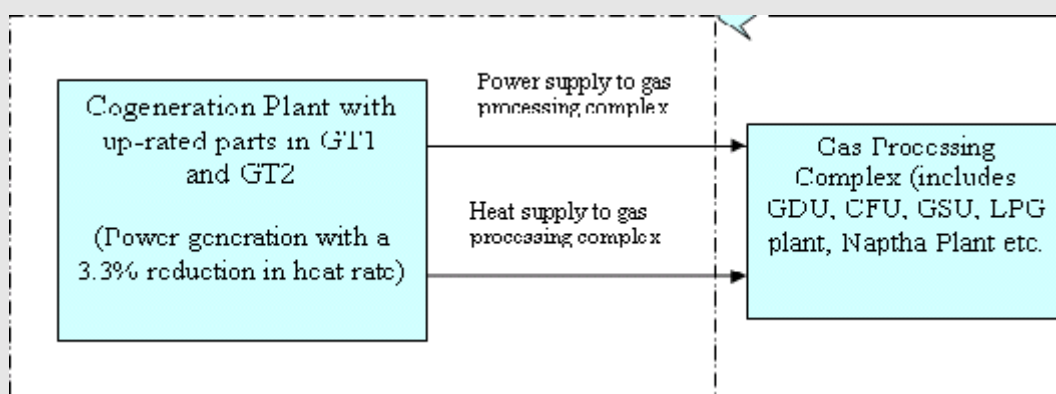 Cogeneration Plant with
up-rated parts in GT1
and GT2
(Power generation with a
3.3% reduction in heat rate)
Power supply to gas
processing complex
Heat supply to gas
processing complex
Gas Processing
Complex (includes
GDU, CFU, GSU, LPG
plant, Naptha Plant etc.